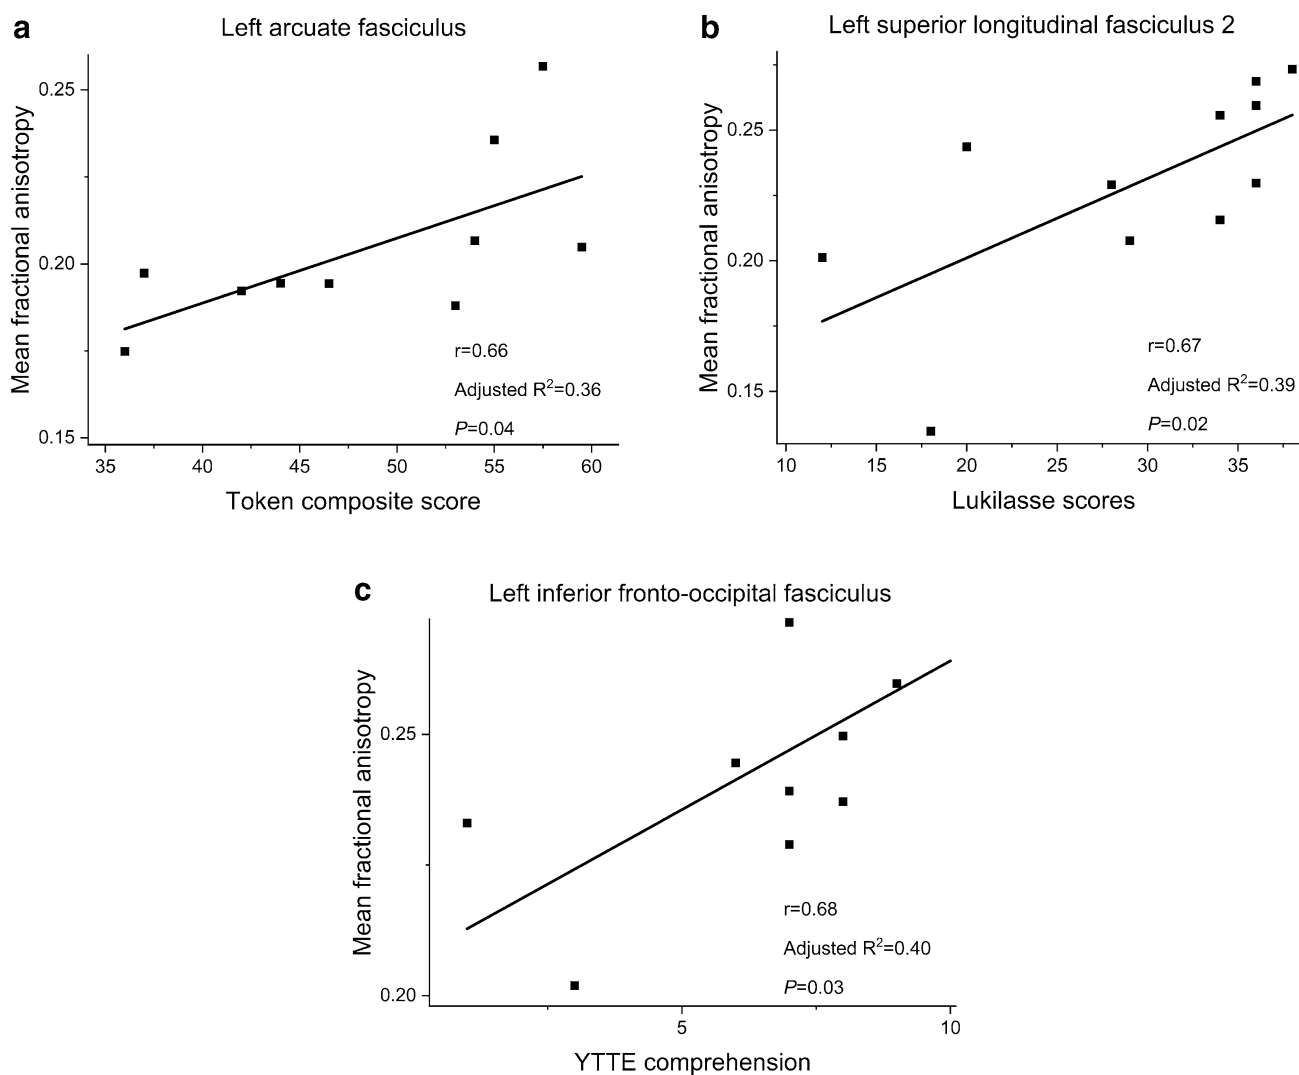 a
Left arcuate fasciculus
Mean fractional anisotropy
0.25
0.20
0.15
r=0.66
Adjusted R²=0.36
P=0.04
35 40 45 50 55 60
Token composite score
b
Left superior longitudinal fasciculus 2
Mean fractional anisotropy
0.25
0.20
0.15
r=0.67
Adjusted R²=0.39
P=0.02
10 15 20 25 30 35
Lukilasse scores
c
Left inferior fronto-occipital fasciculus
Mean fractional anisotropy
0.25
0.20
r=0.68
Adjusted R²=0.40
P=0.03
5 10
YTTE comprehension